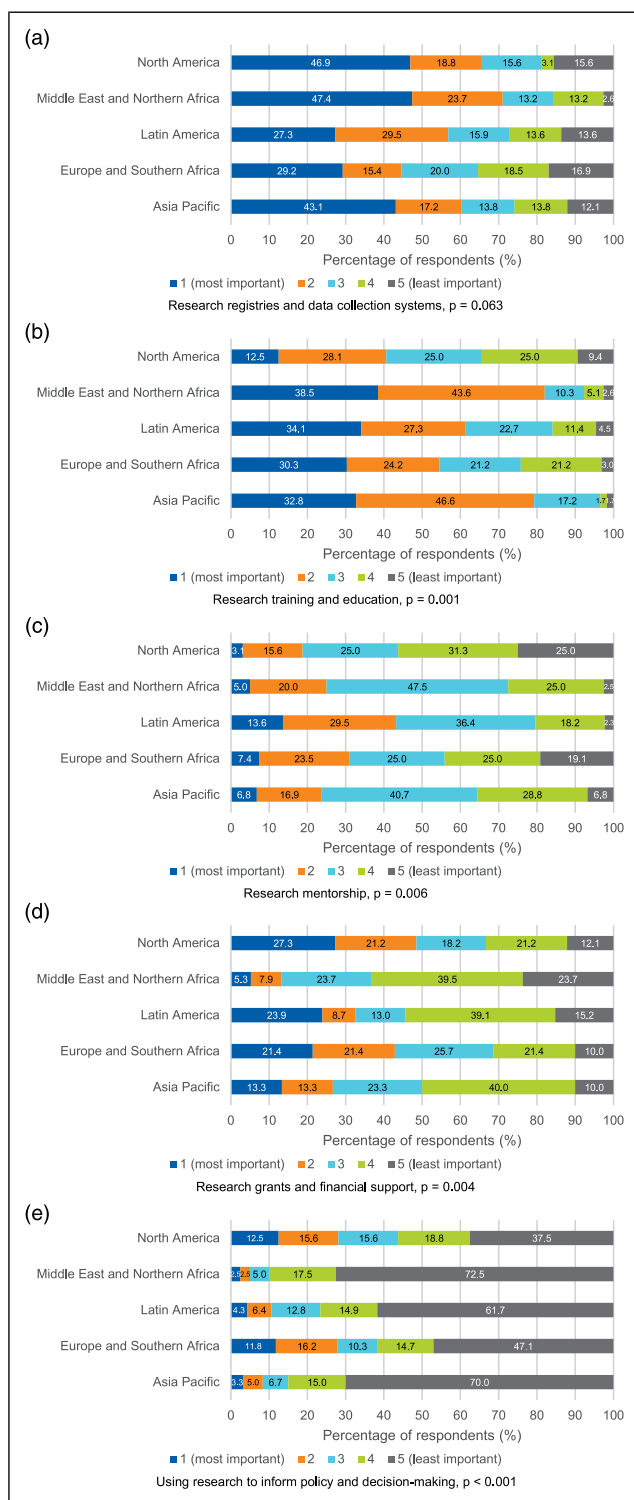 (a)
North America 46.9 18.8 15.6 3.1 15.6
Middle East and Northern Africa 47.4 23.7 13.2 13.2 2.6
Latin America 27.3 29.5 15.9 13.6 13.6
Europe and Southern Africa 29.2 15.4 20.0 18.5 16.9
Asia Pacific 43.1 17.2 13.8 13.8 12.1
0 10 20 30 40 50 60 70 80 90 100
Percentage of respondents (%)
1 (most important) 2 3 4 5 (least important)
Research registries and data collection systems, p = 0.063
(b)
North America 12.5 28.1 25.0 25.0 9.4
Middle East and Northern Africa 38.5 43.6 10.3 5.1 2.6
Latin America 34,1 27,3 22,7 11,4 4,5
Europe and Southern Africa 30.3 24.2 21.2 21.2 3.0
Asia Pacific 32.8 46.6 17.2 1.7
0 10 20 30 40 50 60 70 80 90 100
Percentage of respondents (%)
1 (most important) 2 3 4 5 (least important)
Research training and education, p = 0.001
(c)
North America 3.1 15.6 25.0 31.3 25.0
Middle East and Northern Africa 5.0 20.0 47.5 25.0 2.5
Latin America 13.6 29.5 36.4 18.2 2.3
Europe and Southern Africa 7.4 23.5 25.0 25.0 19.1
Asia Pacific 6.8 16,9 40,7 28,8 6,8
0 10 20 30 40 50 60 70 80 90 100
Percentage of respondents (%)
1 (most important) 2 3 4 5 (least important)
Research mentorship, p = 0.006
(d)
North America 27.3 21.2 18.2 21.2 12.1
Middle East and Northern Africa 5.3 7.9 23.7 39.5 23.7
Latin America 23.9 8.7 13.0 39.1 15.2
Europe and Southern Africa 21.4 21.4 25.7 21.4 10.0
Asia Pacific 13.3 13.3 23.3 40.0 10.0
0 10 20 30 40 50 60 70 80 90 100
Percentage of respondents (%)
1 (most important) 2 3 4 5 (least important)
Research grants and financial support, p = 0.004
(e)
North America 12.5 15.6 15.6 18.8 37.5
Middle East and Northern Africa 2.5 2.5 5.0 17.5 72.5
Latin America 4.3 6.4 12.8 14.9 61.7
Europe and Southern Africa 11.8 16.2 10.3 14.7 47.1
Asia Pacific 3.3 5.0 6.7 15.0 70.0
0 10 20 30 40 50 60 70 80 90 100
Percentage of respondents (%)
1 (most important) 2 3 4 5 (least important)
Using research to inform policy and decision-making, p < 0.001